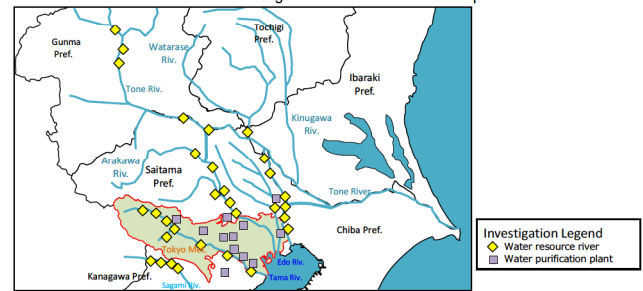 Gunma
Pref.
Watarase
Riv.
Tochigi
Pref.
Ibaraki
Pref.
Tone Riv.
Kinugawa
Riv.
Arakawa
Riv.
Saitama
Pref.
Tone River
Chiba Pref.
Tokyo Met.
Edo Riv.
Tama Riv.
Kanagawa Pref.
Sagami Riv.
Investigation Legend
Water resource river
Water purification plant